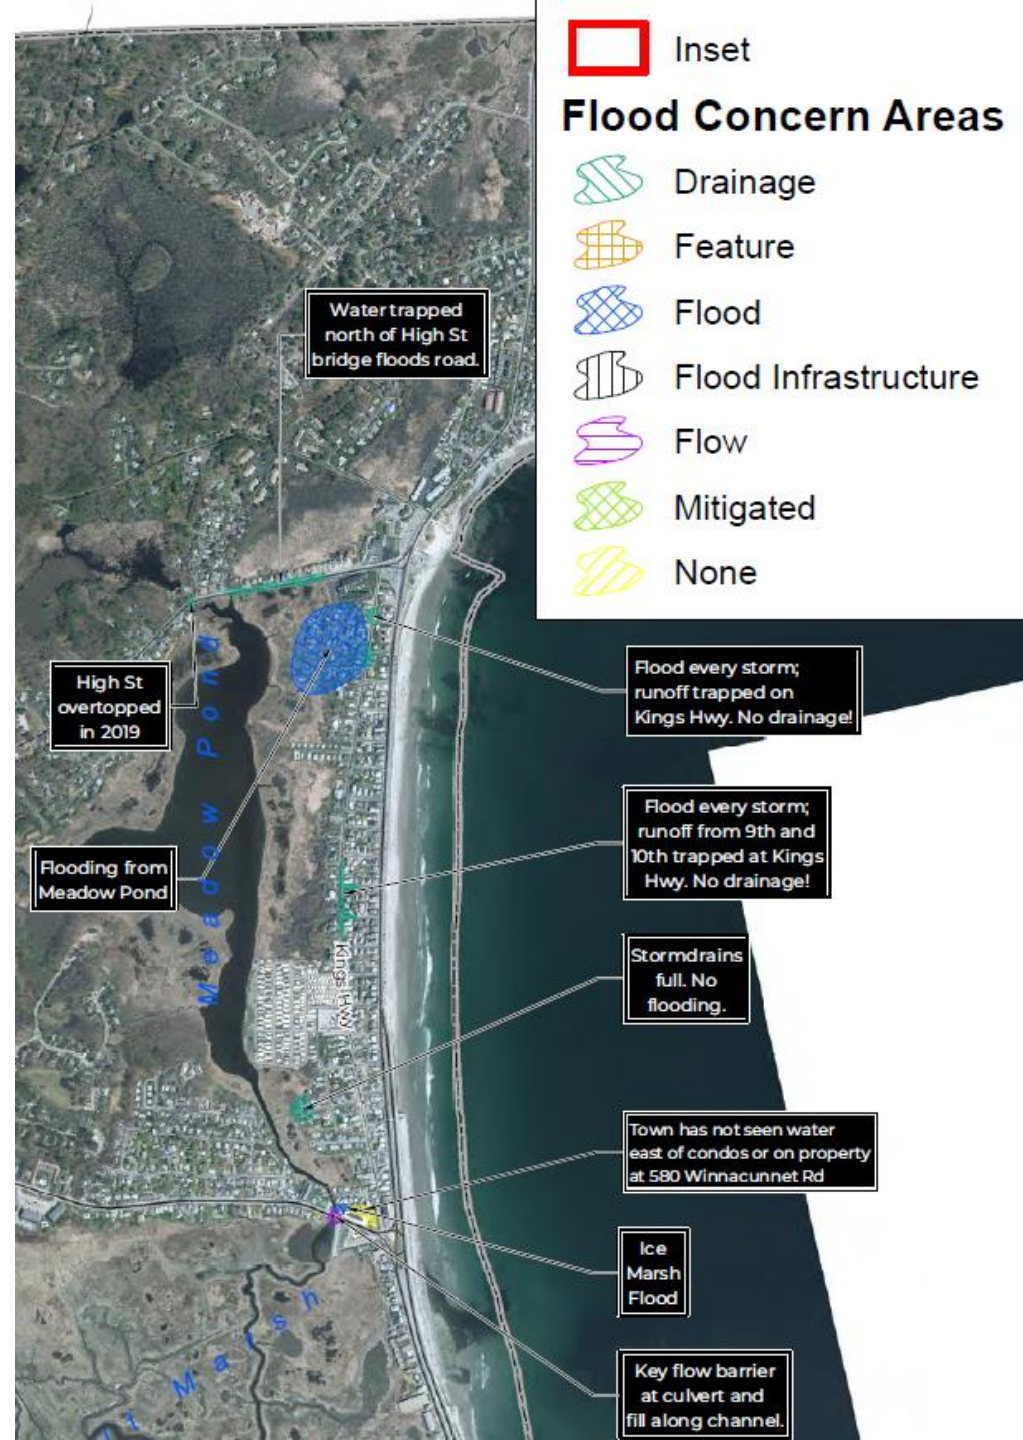 Inset
Flood Concern Areas
Drainage
Feature
Flood
Flood Infrastructure
Flow
Mitigated
None
Water trapped
north of High St
bridge floods road.
High St
overtopped
in 2019
Meadow Pond
Flood every storm;
runoff trapped on
Kings Hwy. No drainage!
Flood every storm;
runoff from 9th and
10th trapped at Kings
Hwy. No drainage!
Flooding from
Meadow Pond
Kings Hwy
Stormdrains
full. No
flooding.
Town has not seen water
east of condos or on property
at 580 Winnacunnet Rd
Ice
Marsh
Flood
Key flow barrier
at culvert and
fill along channel.
t Marsh